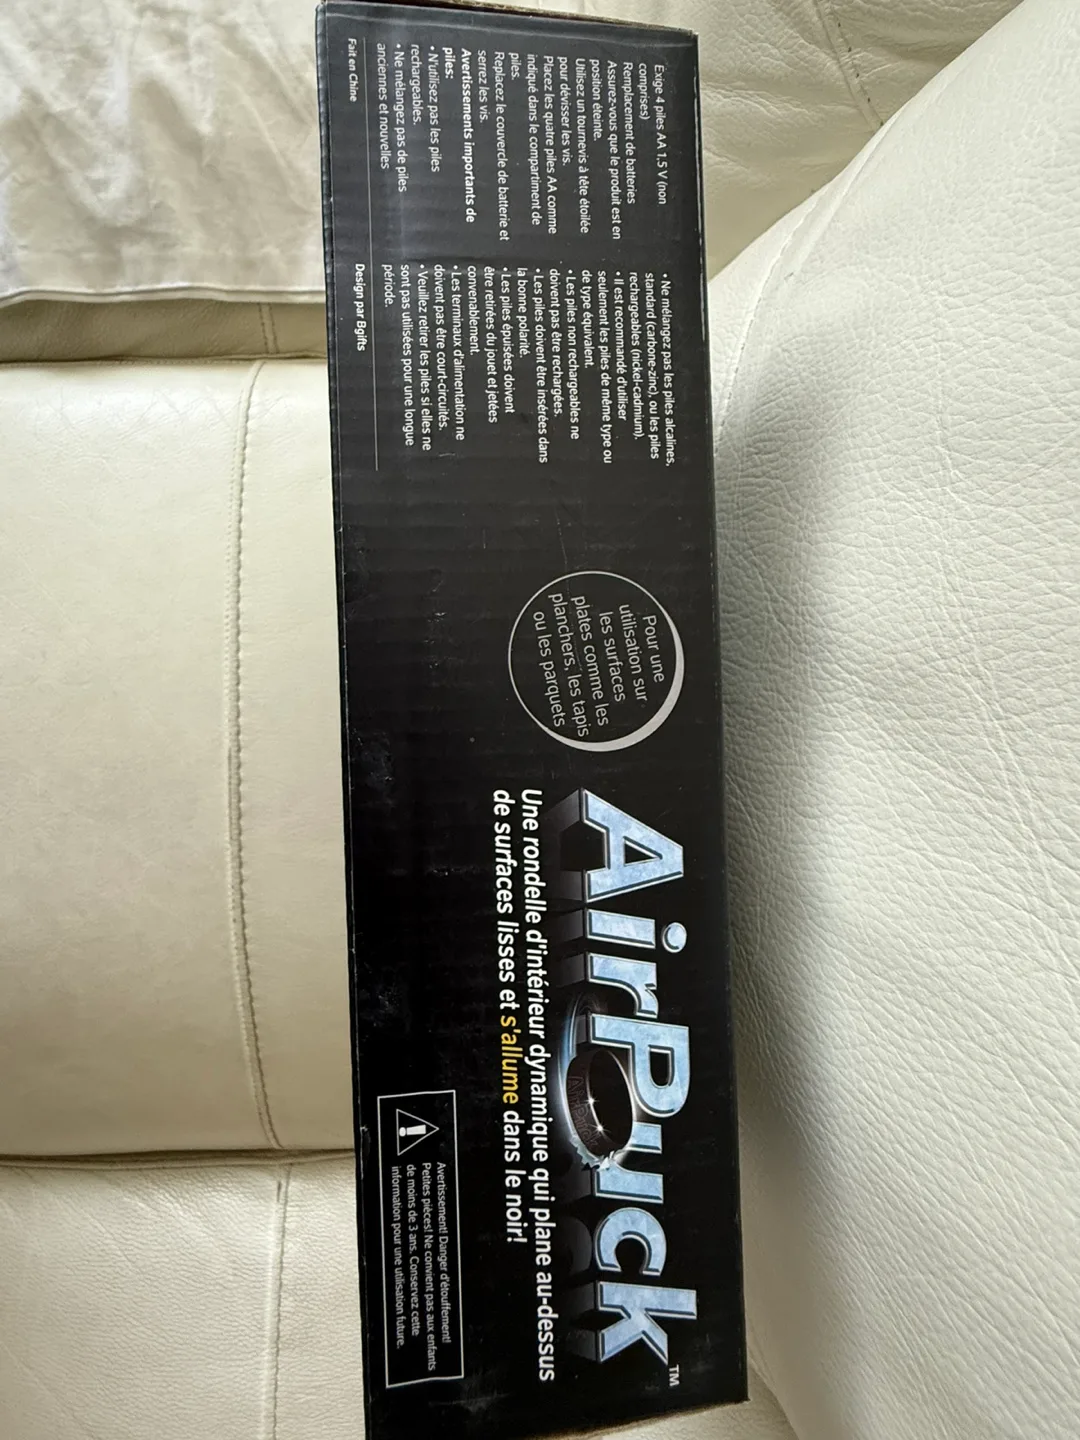 Exige 4 piles AA 1,5 V (non
comprises)
Remplacement de batteries
Assurez-vous que le produit est en
position éteinte.
Utilisez un tournevis à tête étoilée
pour dévisser les vis.
Placez les quatre piles AA comme
indiqué dans le compartiment de
piles.
Replacez le couvercle de batterie et
serrez les vis.
Avertissements importants de
piles:
• N'utilisez pas les piles
rechargeables.
• Ne mélangez pas de piles
anciennes et nouvelles
Fait en Chine
• Ne mélangez pas les piles alcalines,
standard (carbone-zinc), ou les piles
rechargeables (nickel-cadmium).
• Il est recommandé d'utiliser
seulement les piles de même type ou
de type équivalent.
• Les piles non rechargeables ne
doivent pas être rechargées.
• Les piles doivent être insérées dans
la bonne polarité.
• Les piles épuisées doivent
être retirées du jouet et jetées
convenablement.
• Les terminaux d'alimentation ne
doivent pas être court-circuités.
• Veuillez retirer les piles si elles ne
sont pas utilisées pour une longue
période.
Design par Bgifts
Pour une
utilisation sur
les surfaces
plates comme les
planchers, les tapis
ou les parquets
AirPuck™
AirPuck
Une rondelle d'intérieur dynamique qui plane au-dessus
de surfaces lisses et s'allume dans le noir!
Avertissement! Danger d'étouffement!
Petites pièces! Ne convient pas aux enfants
de moins de 3 ans. Conservez cette
information pour une utilisation future.